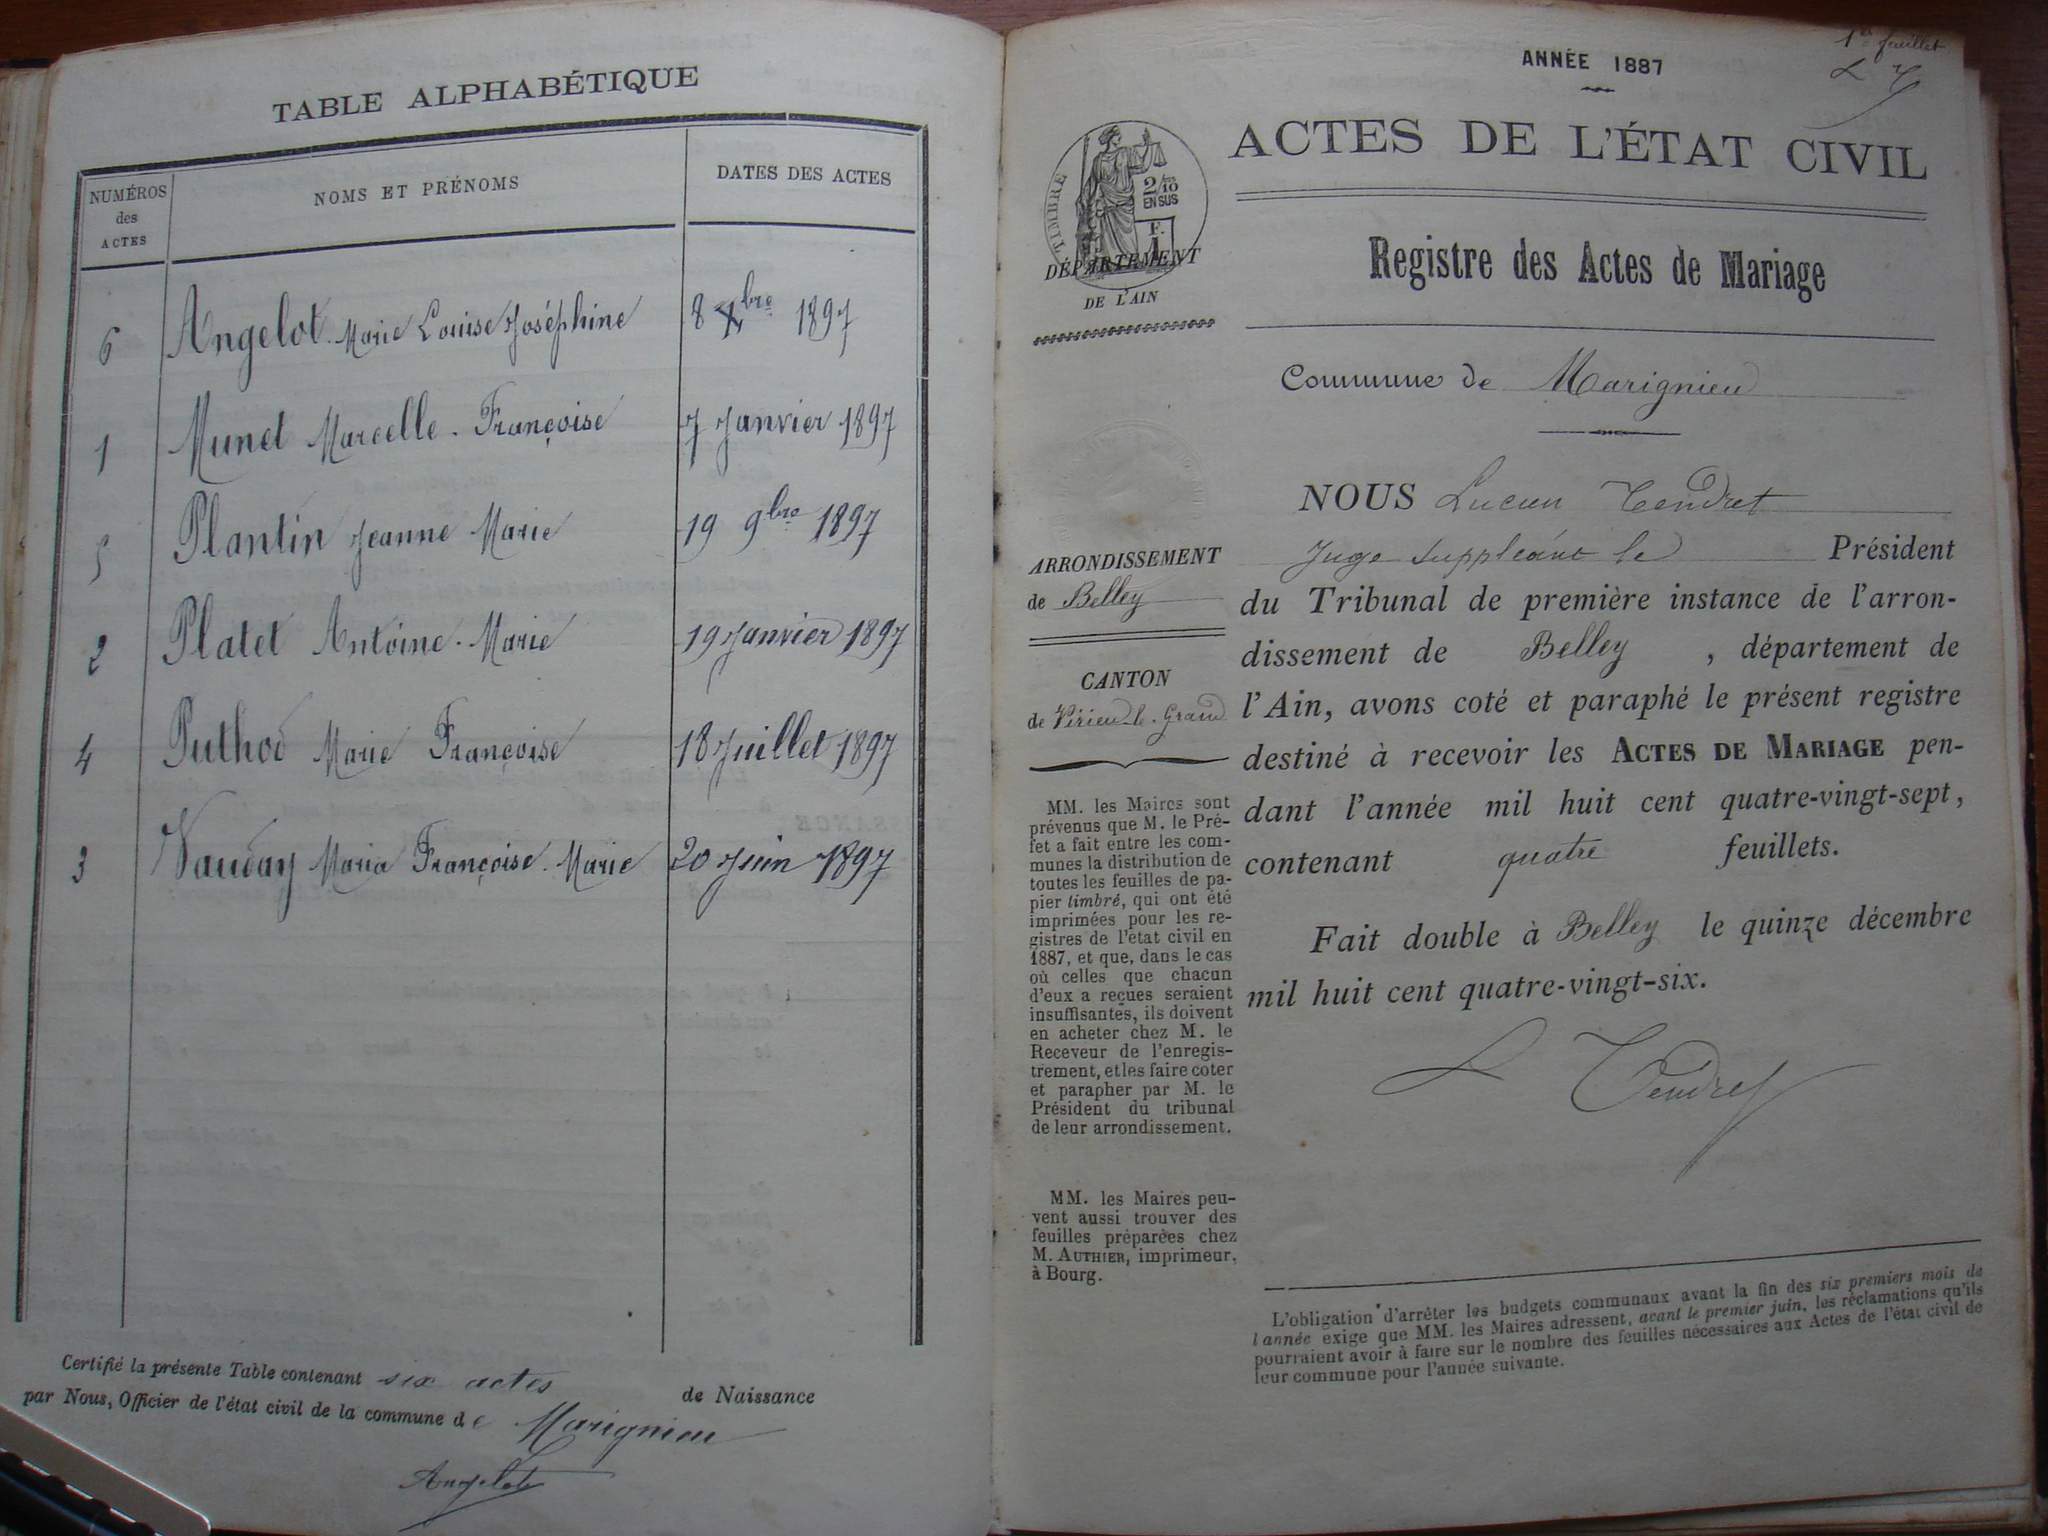 TABLE ALPHABÉTIQUE
NUMÉROS des ACTES
NOMS ET PRÉNOMS
DATES DES ACTES
6 Angelot Marie Louise Joséphine 8 Xbre 1897
1 Munet Marcelle-Françoise 7 Janvier 1897
5 Plantin Jeanne Marie 19 9bre 1897
2 Platet Antoine-Marie 19 Janvier 1897
4 Puthod Marie Françoise 18 Juillet 1897
3 Vauday Maria Françoise-Marie 20 Juin 1897
Certifié la présente Table contenant six actes de Naissance
par Nous, Officier de l'état civil de la commune de Marignieu
Angelot
1er feuillet
ANNÉE 1887
ACTES DE L'ÉTAT CIVIL
TIMBRE
2/10
EN SUS
F.
1
DÉPARTEMENT
DE L'AIN
Registre des Actes de Mariage
Commune de Marignieu
NOUS Lucien Tendret
Juge suppléant le Président
du Tribunal de première instance de l'arron-
dissement de Belley, département de
l'Ain, avons coté et paraphé le présent registre
destiné à recevoir les ACTES DE MARIAGE pen-
dant l'année mil huit cent quatre-vingt-sept,
contenant quatre feuillets.
Fait double à Belley le quinze décembre
mil huit cent quatre-vingt-six.
L Tendret
ARRONDISSEMENT
de Belley
CANTON
de Virieu-le-Grand
MM. les Maires sont
prévenus que M. le Pré-
fet a fait entre les com-
munes la distribution de
toutes les feuilles de pa-
pier timbré, qui ont été
imprimées pour les re-
gistres de l'état civil en
1887, et que, dans le cas
où celles que chacun
d'eux a reçues seraient
insuffisantes, ils doivent
en acheter chez M. le
Receveur de l'enregis-
trement, et les faire coter
et parapher par M. le
Président du tribunal
de leur arrondissement.
MM. les Maires peu-
vent aussi trouver des
feuilles préparées chez
M. AUTHIER, imprimeur,
à Bourg.
L'obligation d'arrêter les budgets communaux avant la fin des six premiers mois de
l'année exige que MM. les Maires adressent, avant le premier juin, les réclamations qu'ils
pourraient avoir à faire sur le nombre des feuilles nécessaires aux Actes de l'état civil de
leur commune pour l'année suivante.